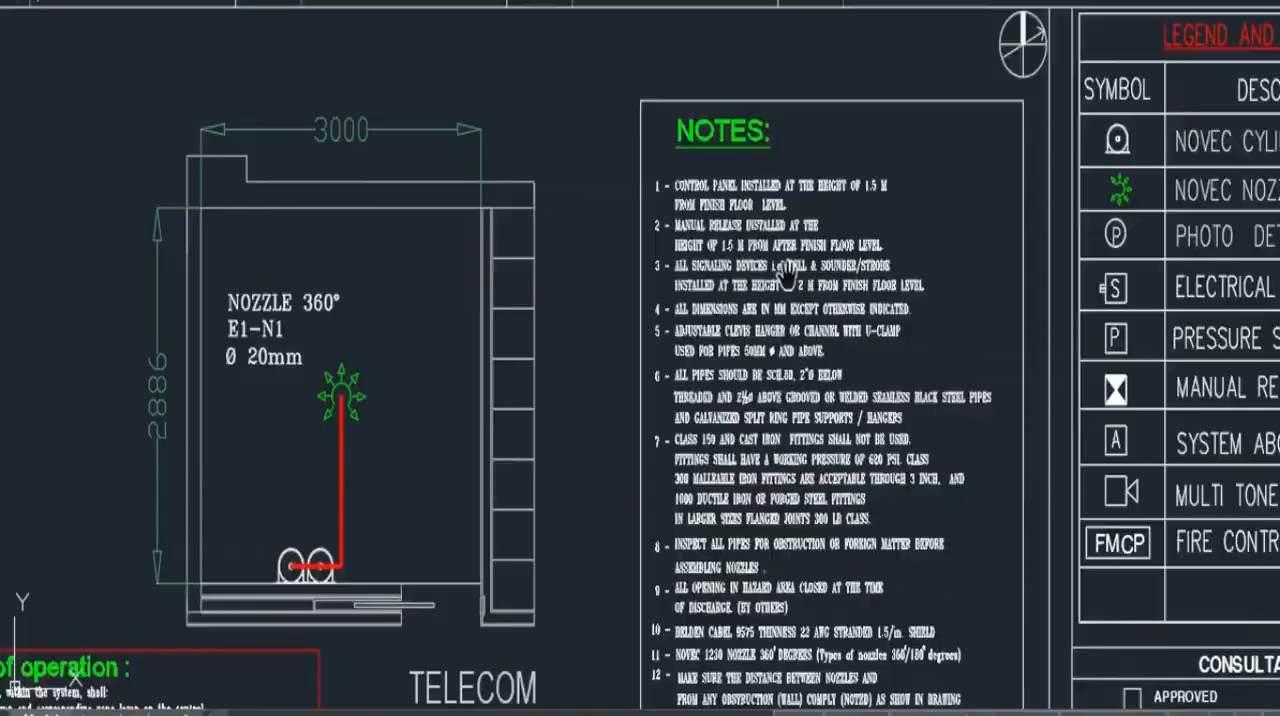 3000
2886
NOZZLE 360°
E1-N1
Ø 20mm
Y
X
of operation :
within the system, shell:
TELECOM
NOTES:
1 - CONTROL PANEL INSTALLED AT THE HEIGHT OF 1.5 M
FROM FINISH FLOOR LEVEL.
2 - MANUAL RELEASE INSTALLED AT THE
HEIGHT OF 1.5 M FROM AFTER FINISH FLOOR LEVEL.
3 - ALL SIGNALING DEVICES & SOUNDER/STROBE
INSTALLED AT THE HEIGHT 2 M FROM FINISH FLOOR LEVEL
4 - ALL DIMENSIONS ARE IN MM EXCEPT OTHERWISE INDICATED.
5 - ADJUSTABLE CLEVIS HANGER OR CHANNEL WITH U-CLAMP
USED FOR PIPES 50MM ø AND ABOVE.
6 - ALL PIPES SHOULD BE SCH.80, 2"Ø BELOW
THREADED AND 2½ø ABOVE GROOVED OR WELDED SEAMLESS BLACK STEEL PIPES
AND GALVANIZED SPLIT RING PIPE SUPPORTS / HANGERS
7 - CLASS 150 AND CAST IRON FITTINGS SHALL NOT BE USED.
FITTINGS SHALL HAVE A WORKING PRESSURE OF 620 PSI. CLASS
300 MALLEABLE IRON FITTINGS ARE ACCEPTABLE THROUGH 3 INCH, AND
1000 DUCTILE IRON OR FORGED STEEL FITTINGS
IN LARGER SIZES FLANGED JOINTS 300 LB CLASS.
8 - INSPECT ALL PIPES FOR OBSTRUCTION OR FOREIGN MATTER BEFORE
ASSEMBLING NOZZLES .
9 - ALL OPENING IN HAZARD AREA CLOSED AT THE TIME
OF DISCHARGE. (BY OTHERS)
10 - BELDEN CABEL 9575 THINNESS 22 AWG STRANDED 1.5/m. SHIELD
11 - NOVEC 1230 NOZZLE 360° DEGREES (Types of nozzles 360°/180° degrees)
12 - MAKE SURE THE DISTANCE BETWEEN NOZZLES AND
FROM ANY OBSTRUCTION (WALL) COMPLY (NOTED) AS SHOW IN DRAWING
LEGEND AND
SYMBOL DESC
NOVEC CYLI
NOVEC NOZZ
P PHOTO DET
S ELECTRICAL
P PRESSURE S
MANUAL RE
A SYSTEM ABO
MULTI TONE
FMCP FIRE CONTR
CONSULTA
APPROVED